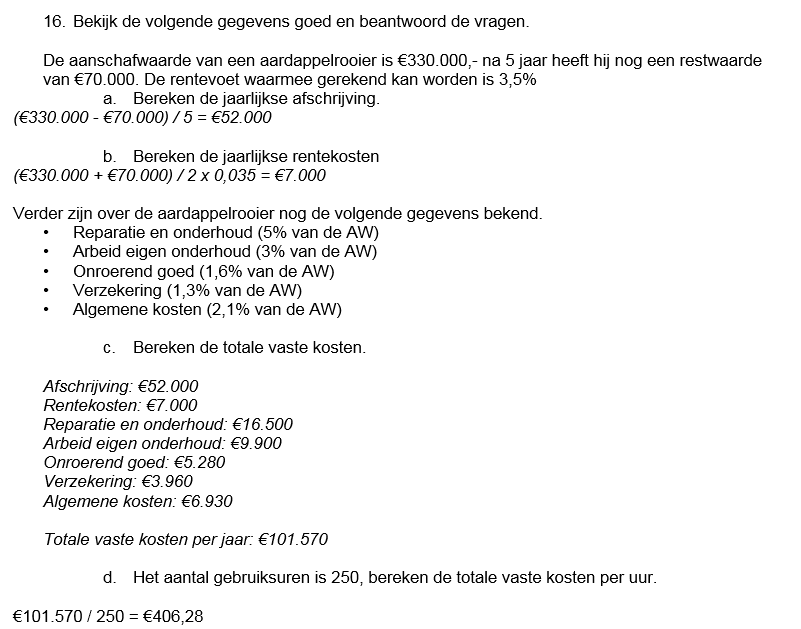 16. Bekijk de volgende gegevens goed en beantwoord de vragen.
De aanschafwaarde van een aardappelrooier is €330.000,- na 5 jaar heeft hij nog een restwaarde
van €70.000. De rentevoet waarmee gerekend kan worden is 3,5%
a. Bereken de jaarlijkse afschrijving.
(€330.000 - €70.000) / 5 = €52.000
b. Bereken de jaarlijkse rentekosten
(€330.000 + €70.000) / 2 x 0,035 = €7.000
Verder zijn over de aardappelrooier nog de volgende gegevens bekend.
• Reparatie en onderhoud (5% van de AW)
• Arbeid eigen onderhoud (3% van de AW)
• Onroerend goed (1,6% van de AW)
• Verzekering (1,3% van de AW)
• Algemene kosten (2,1% van de AW)
c. Bereken de totale vaste kosten.
Afschrijving: €52.000
Rentekosten: €7.000
Reparatie en onderhoud: €16.500
Arbeid eigen onderhoud: €9.900
Onroerend goed: €5.280
Verzekering: €3.960
Algemene kosten: €6.930
Totale vaste kosten per jaar: €101.570
d. Het aantal gebruiksuren is 250, bereken de totale vaste kosten per uur.
€101.570 / 250 = €406,28